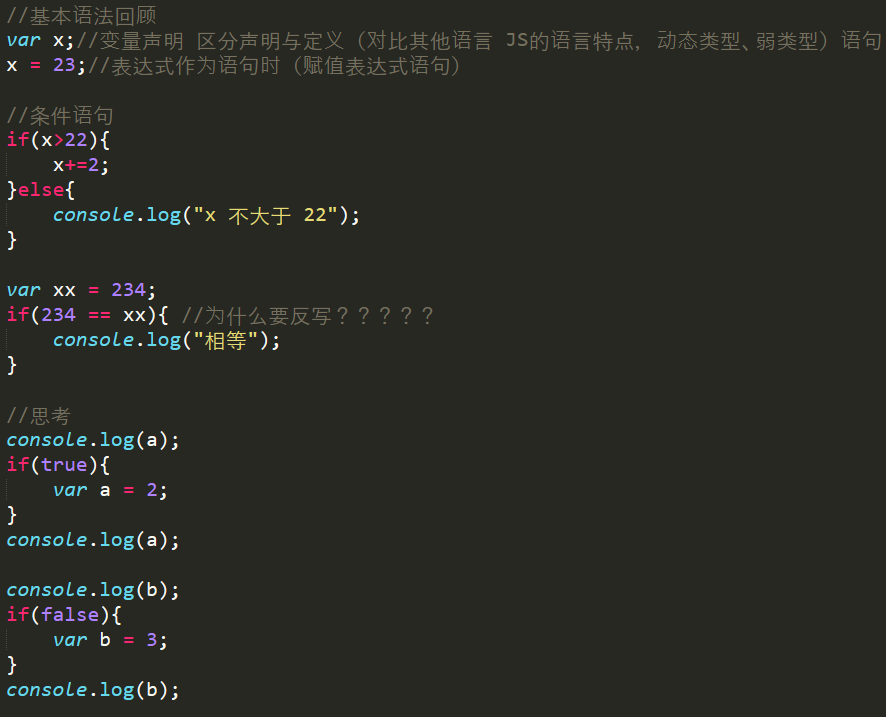 //基本语法回顾
var x;//变量声明 区分声明与定义（对比其他语言 JS的语言特点，动态类型、弱类型）语句
x = 23;//表达式作为语句时（赋值表达式语句）
//条件语句
if(x>22){
x+=2;
}else{
console.log("x 不大于 22");
}
var xx = 234;
if(234 == xx){ //为什么要反写？？？？？
console.log("相等");
}
//思考
console.log(a);
if(true){
var a = 2;
}
console.log(a);
console.log(b);
if(false){
var b = 3;
}
console.log(b);